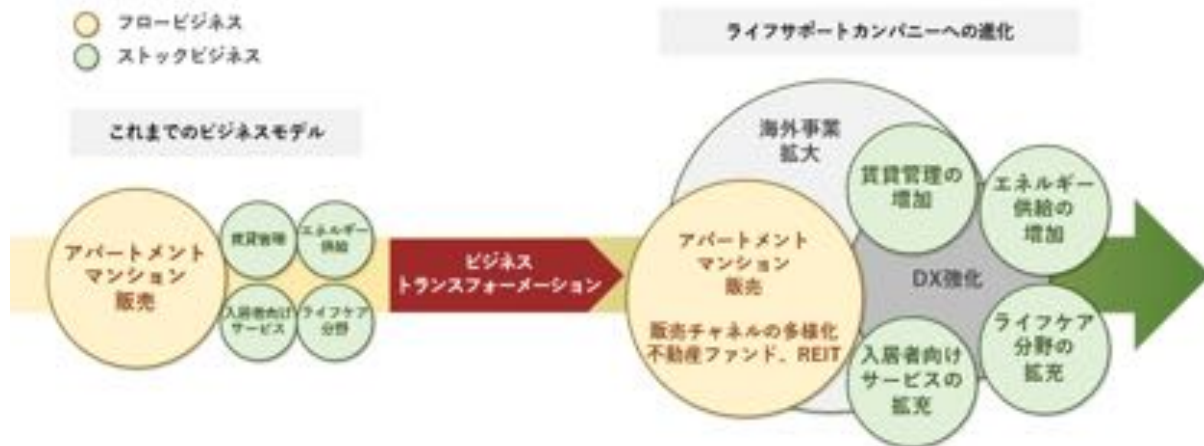 フロービジネス
ストックビジネス
これまでのビジネスモデル
アパートメント
マンション
販売
賃貸管理
エネルギー
供給
入居者向け
サービス
ライフケア
分野
ビジネス
トランスフォーメーション
ライフサポートカンパニーへの進化
海外事業
拡大
賃貸管理の
増加
エネルギー
供給の
増加
アパートメント
マンション
販売
販売チャネルの多様化
不動産ファンド、REIT
DX強化
入居者向け
サービスの
拡充
ライフケア
分野の
拡充